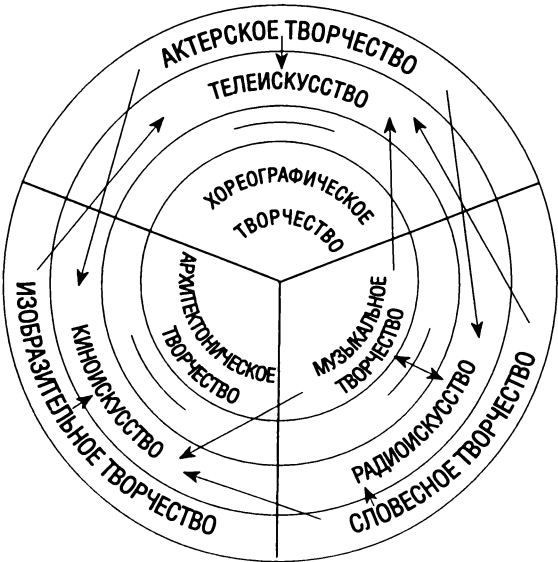 АКТЕРСКОЕ ТВОРЧЕСТВО
ТЕЛЕИСКУССТВО
ХОРЕОГРАФИЧЕСКОЕ
ТВОРЧЕСТВО
ИЗОБРАЗИТЕЛЬНОЕ ТВОРЧЕСТВО
КИНОИСКУССТВО
АРХИТЕКТОНИЧЕСКОЕ
ТВОРЧЕСТВО
МУЗЫКАЛЬНОЕ
ТВОРЧЕСТВО
РАДИОИСКУССТВО
СЛОВЕСНОЕ ТВОРЧЕСТВО